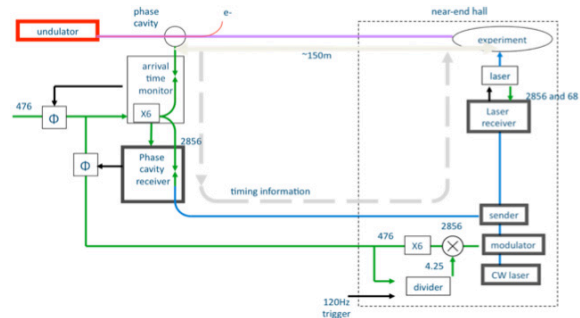 phase
cavity
e-
near-end hall
undulator
experiment
~150m
arrival
time
monitor
laser
476
2856 and 68
Φ
X6
Laser
receiver
2856
Φ
Phase
cavity
receiver
timing information
sender
2856
476
X6
modulator
4.25
CW laser
divider
120Hz
trigger